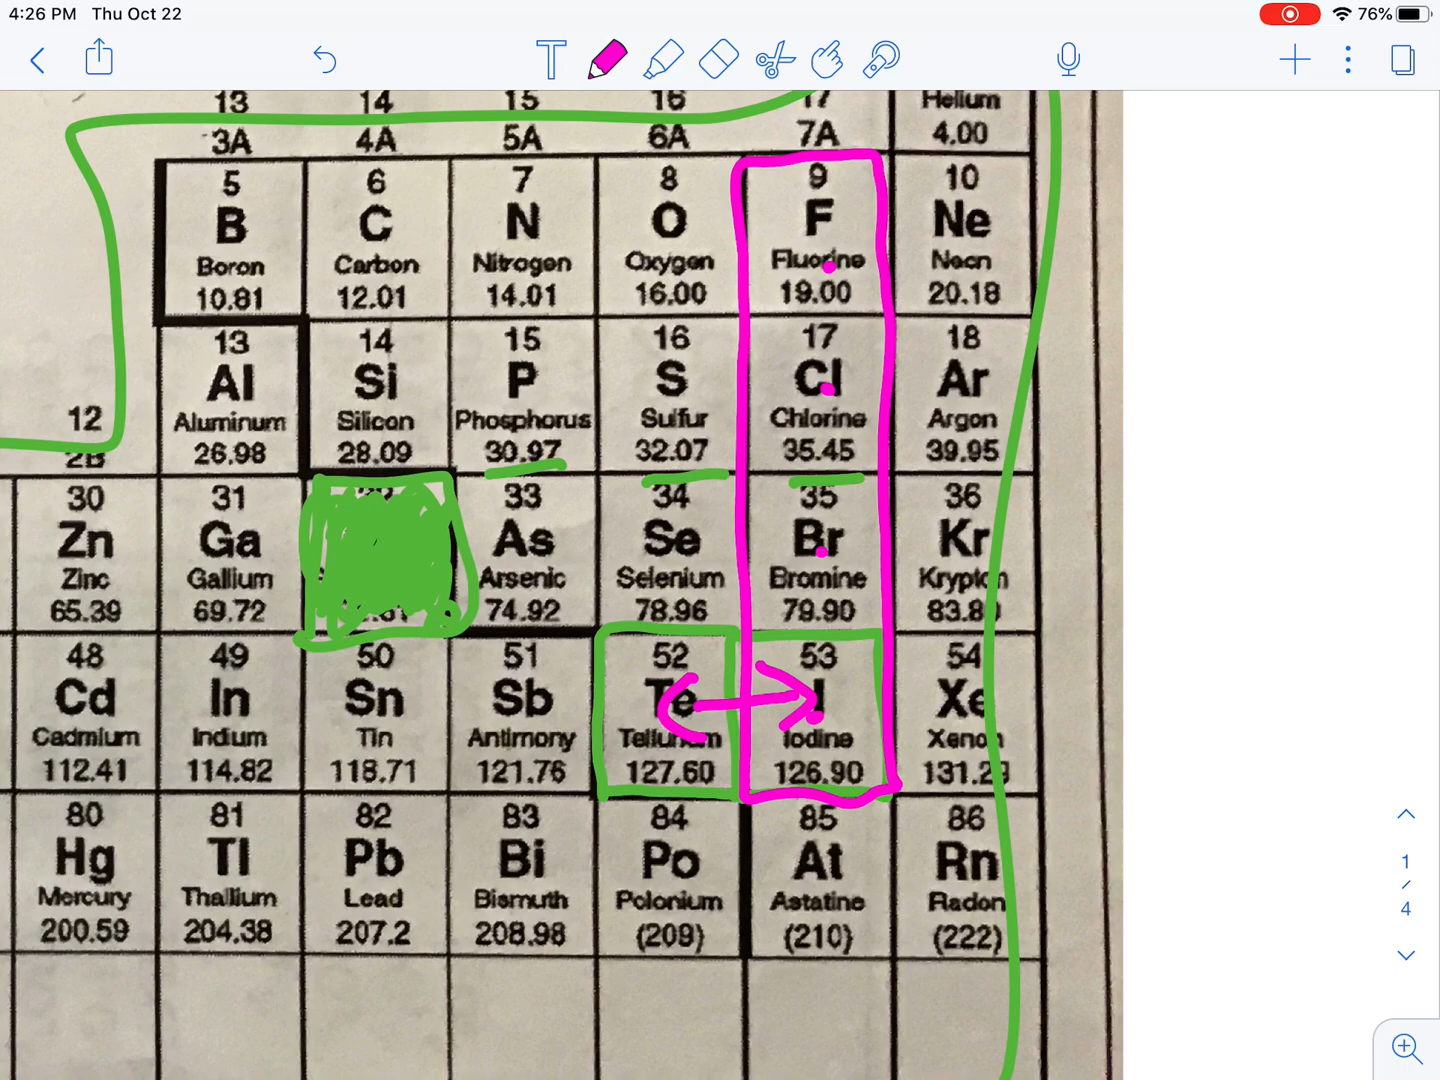 4:26 PM Thu Oct 22
76%
13 14 15 16 17 Helium
3A 4A 5A 6A 7A 4.00
5 6 7 8 9 10
B C N O F Ne
Boron Carbon Nitrogen Oxygen Fluorine Neon
10.81 12.01 14.01 16.00 19.00 20.18
13 14 15 16 17 18
Al Si P S Cl Ar
12 Aluminum Silicon Phosphorus Sulfur Chlorine Argon
2B 26.98 28.09 30.97 32.07 35.45 39.95
30 31 33 34 35 36
Zn Ga As Se Br Kr
Zinc Gallium Arsenic Selenium Bromine Krypton
65.39 69.72 74.92 78.96 79.90 83.80
48 49 50 51 52 53 54
Cd In Sn Sb Te I Xe
Cadmium Indium Tin Antimony Tellurium Iodine Xenon
112.41 114.82 118.71 121.76 127.60 126.90 131.29
80 81 82 83 84 85 86
Hg Tl Pb Bi Po At Rn
Mercury Thallium Lead Bismuth Polonium Astatine Radon
200.59 204.38 207.2 208.98 (209) (210) (222)
1
/
4